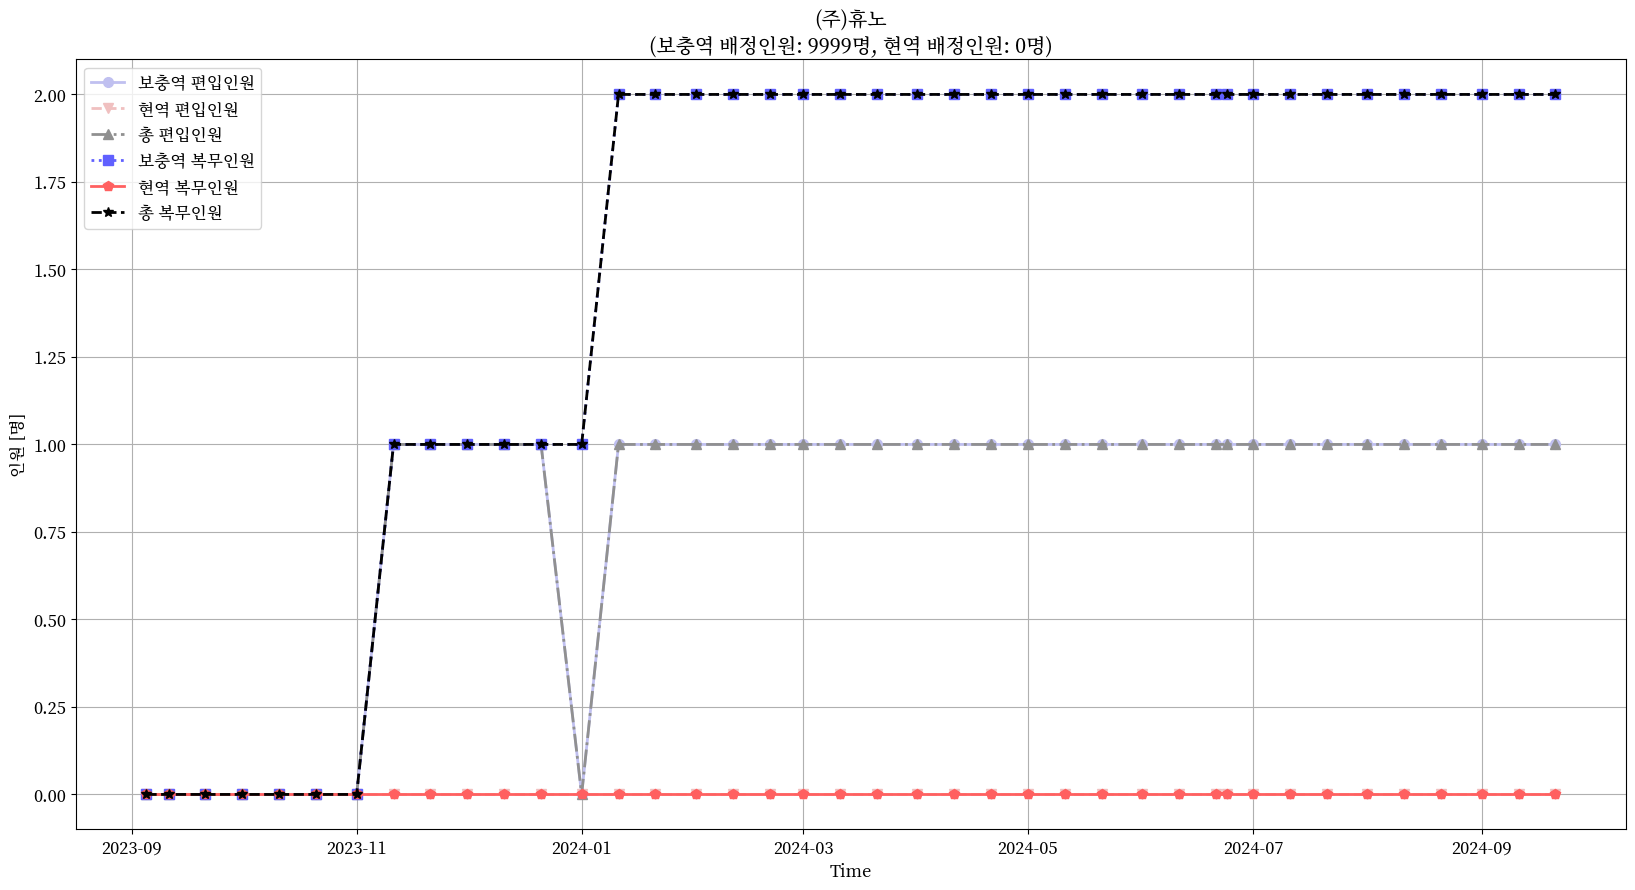 (주)휴노
(보충역 배정인원: 9999명, 현역 배정인원: 0명)
보충역 편입인원
현역 편입인원
총 편입인원
보충역 복무인원
현역 복무인원
총 복무인원
인원 [명]
2.00
1.75
1.50
1.25
1.00
0.75
0.50
0.25
0.00
2023-09
2023-11
2024-01
2024-03
2024-05
2024-07
2024-09
Time